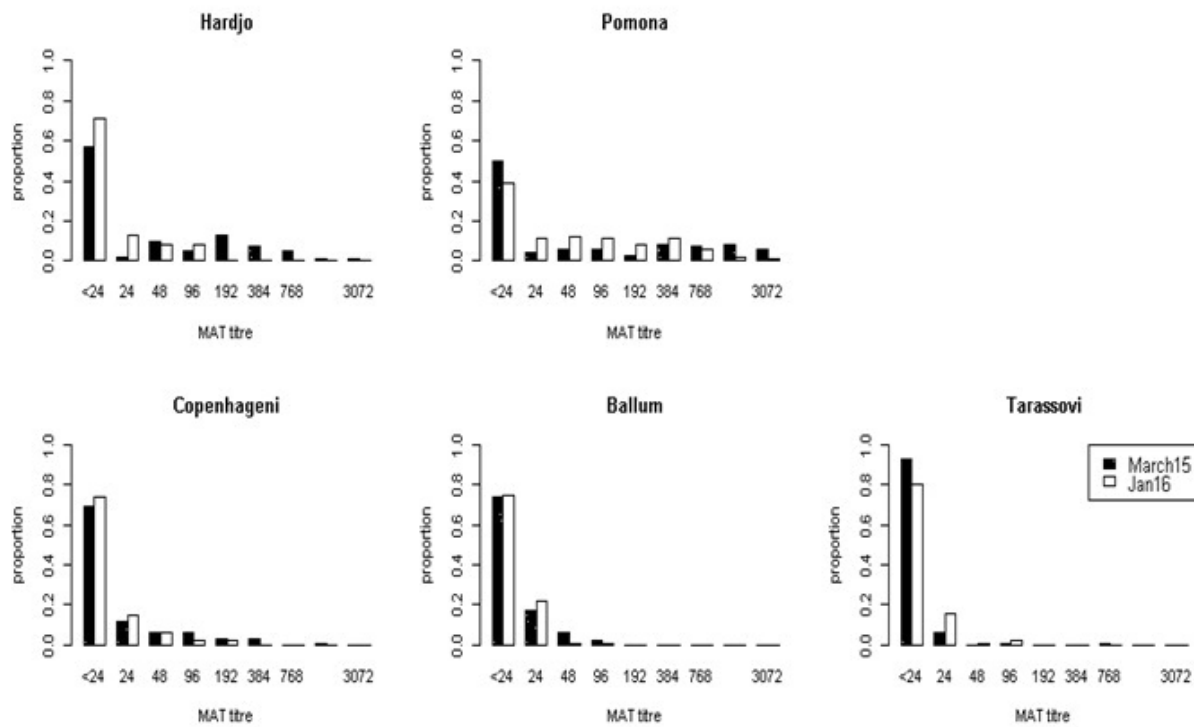 Hardjo
proportion
0.0 0.2 0.4 0.6 0.8 1.0
<24 24 48 96 192 384 768 3072
MAT titre
Pomona
proportion
0.0 0.2 0.4 0.6 0.8 1.0
<24 24 48 96 192 384 768 3072
MAT titre
Copenhageni
proportion
0.0 0.2 0.4 0.6 0.8 1.0
<24 24 48 96 192 384 768 3072
MAT titre
Ballum
proportion
0.0 0.2 0.4 0.6 0.8 1.0
<24 24 48 96 192 384 768 3072
MAT titre
Tarassovi
proportion
0.0 0.2 0.4 0.6 0.8 1.0
<24 24 48 96 192 384 768 3072
MAT titre
March15
Jan16